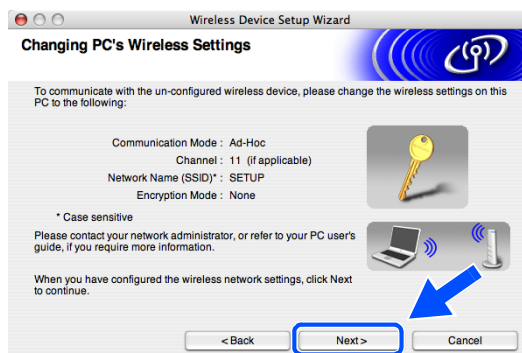 Wireless Device Setup Wizard
Changing PC's Wireless Settings
To communicate with the un-configured wireless device, please change the wireless settings on this
PC to the following:
Communication Mode : Ad-Hoc
Channel : 11 (if applicable)
Network Name (SSID)* : SETUP
Encryption Mode : None
* Case sensitive
Please contact your network administrator, or refer to your PC user's
guide, if you require more information.
When you have configured the wireless network settings, click Next
to continue.
< Back
Next >
Cancel